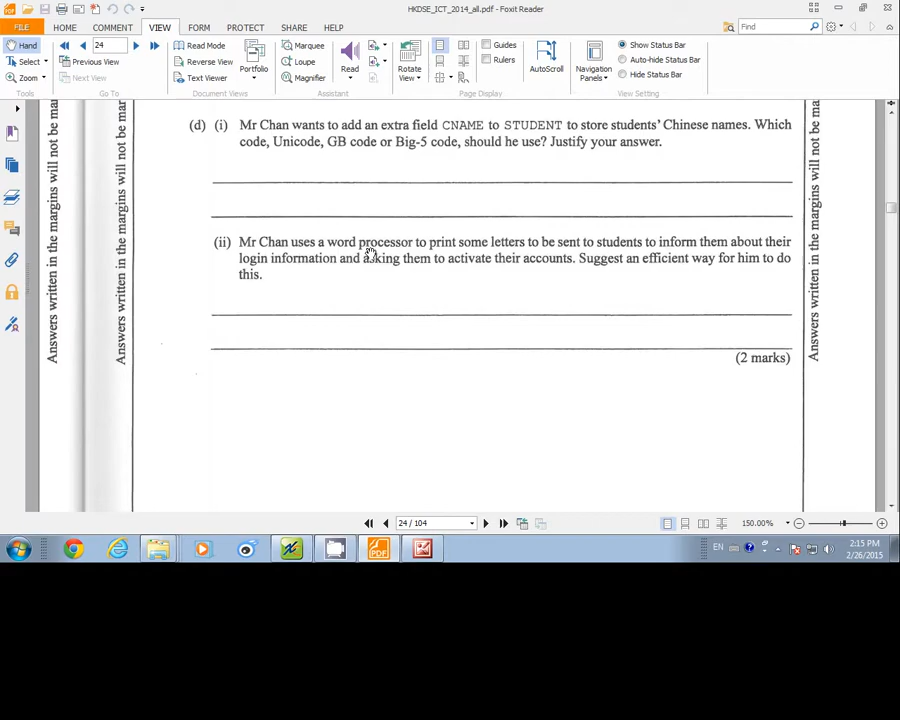 HKDSE_ICT_2014_all.pdf - Foxit Reader
FILE HOME COMMENT VIEW FORM PROTECT SHARE HELP Find
Hand 24 Read Mode Marquee Guides Show Status Bar
Select Previous View Reverse View Loupe Rulers Auto-hide Status Bar
Zoom Next View Text Viewer Portfolio Magnifier Read Rotate View AutoScroll Navigation Panels Hide Status Bar
Go To Document Views Assistant Page Display View Setting
Answers written in the margins will not be mar
Answers written in the margins will not be mar
(d) (i) Mr Chan wants to add an extra field CNAME to STUDENT to store students' Chinese names. Which
code, Unicode, GB code or Big-5 code, should he use? Justify your answer.
(ii) Mr Chan uses a word processor to print some letters to be sent to students to inform them about their
login information and asking them to activate their accounts. Suggest an efficient way for him to do
this.
(2 marks)
Answers written in the margins will not be ma
24 / 104 150.00%
EN 2:15 PM
2/26/2015